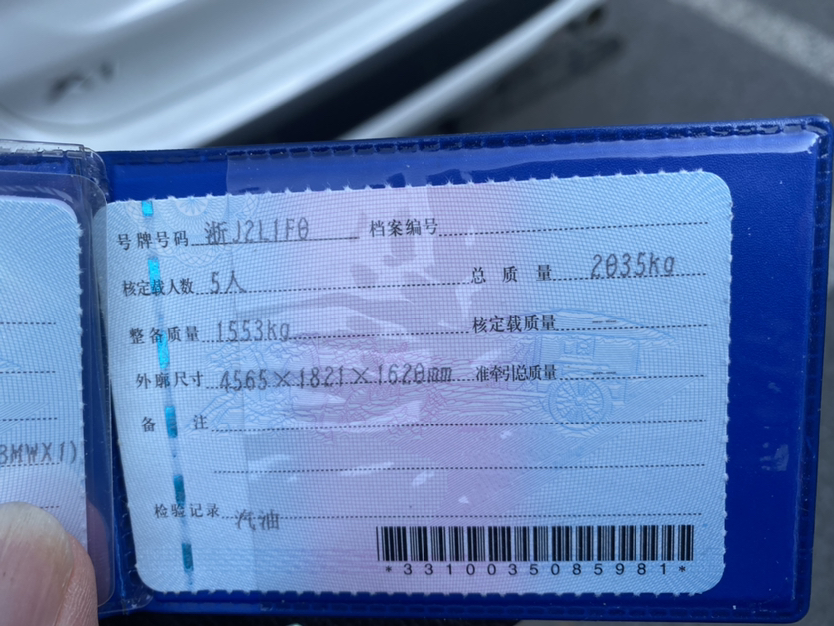 号牌号码 浙J2L1F0 档案编号
核定载人数 5人 总质量 2035kg
整备质量 1553kg 核定载质量 --
外廓尺寸 4565×1821×1620mm 准牵引总质量 --
备注
检验记录 汽油
*3310035085981*
BMWX1)